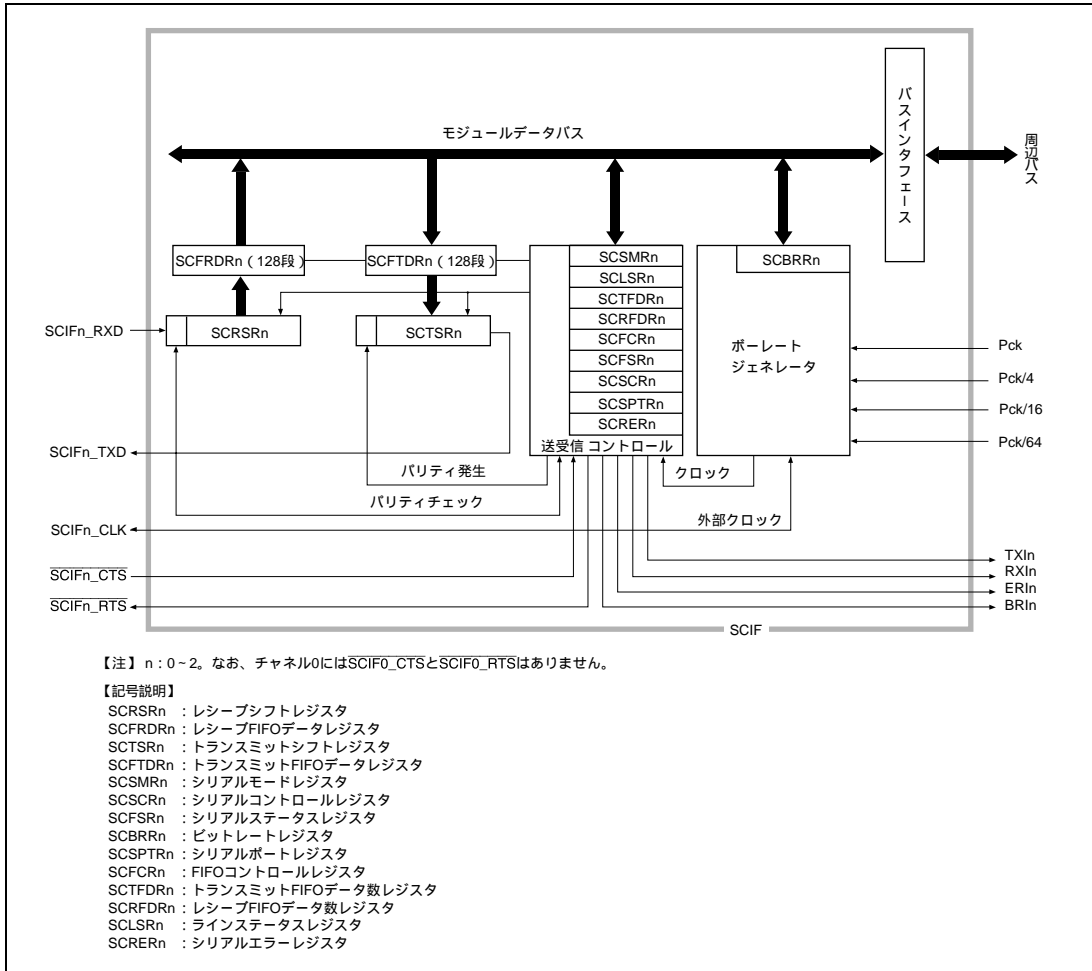 バスインタフェース
周辺バス
モジュールデータバス
SCFRDRn（128段）
SCFTDRn（128段）
SCSMRn
SCLSRn
SCTFDRn
SCRFDRn
SCFCRn
SCFSRn
SCSCRn
SCSPTRn
SCRERn
送受信 コントロール
SCBRRn
ボーレート
ジェネレータ
SCIFn_RXD
SCRSRn
SCTSRn
Pck
Pck/4
Pck/16
Pck/64
SCIFn_TXD
パリティ発生
クロック
パリティチェック
外部クロック
SCIFn_CLK
SCIFn_CTS
SCIFn_RTS
TXIn
RXIn
ERIn
BRIn
SCIF
【注】 n：0～2。なお、チャネル0にはSCIF0_CTSとSCIF0_RTSはありません。
【記号説明】
SCRSRn ：レシーブシフトレジスタ
SCFRDRn：レシーブFIFOデータレジスタ
SCTSRn ：トランスミットシフトレジスタ
SCFTDRn：トランスミットFIFOデータレジスタ
SCSMRn ：シリアルモードレジスタ
SCSCRn ：シリアルコントロールレジスタ
SCFSRn ：シリアルステータスレジスタ
SCBRRn ：ビットレートレジスタ
SCSPTRn：シリアルポートレジスタ
SCFCRn ：FIFOコントロールレジスタ
SCTFDRn：トランスミットFIFOデータ数レジスタ
SCRFDRn：レシーブFIFOデータ数レジスタ
SCLSRn ：ラインステータスレジスタ
SCRERn ：シリアルエラーレジスタ